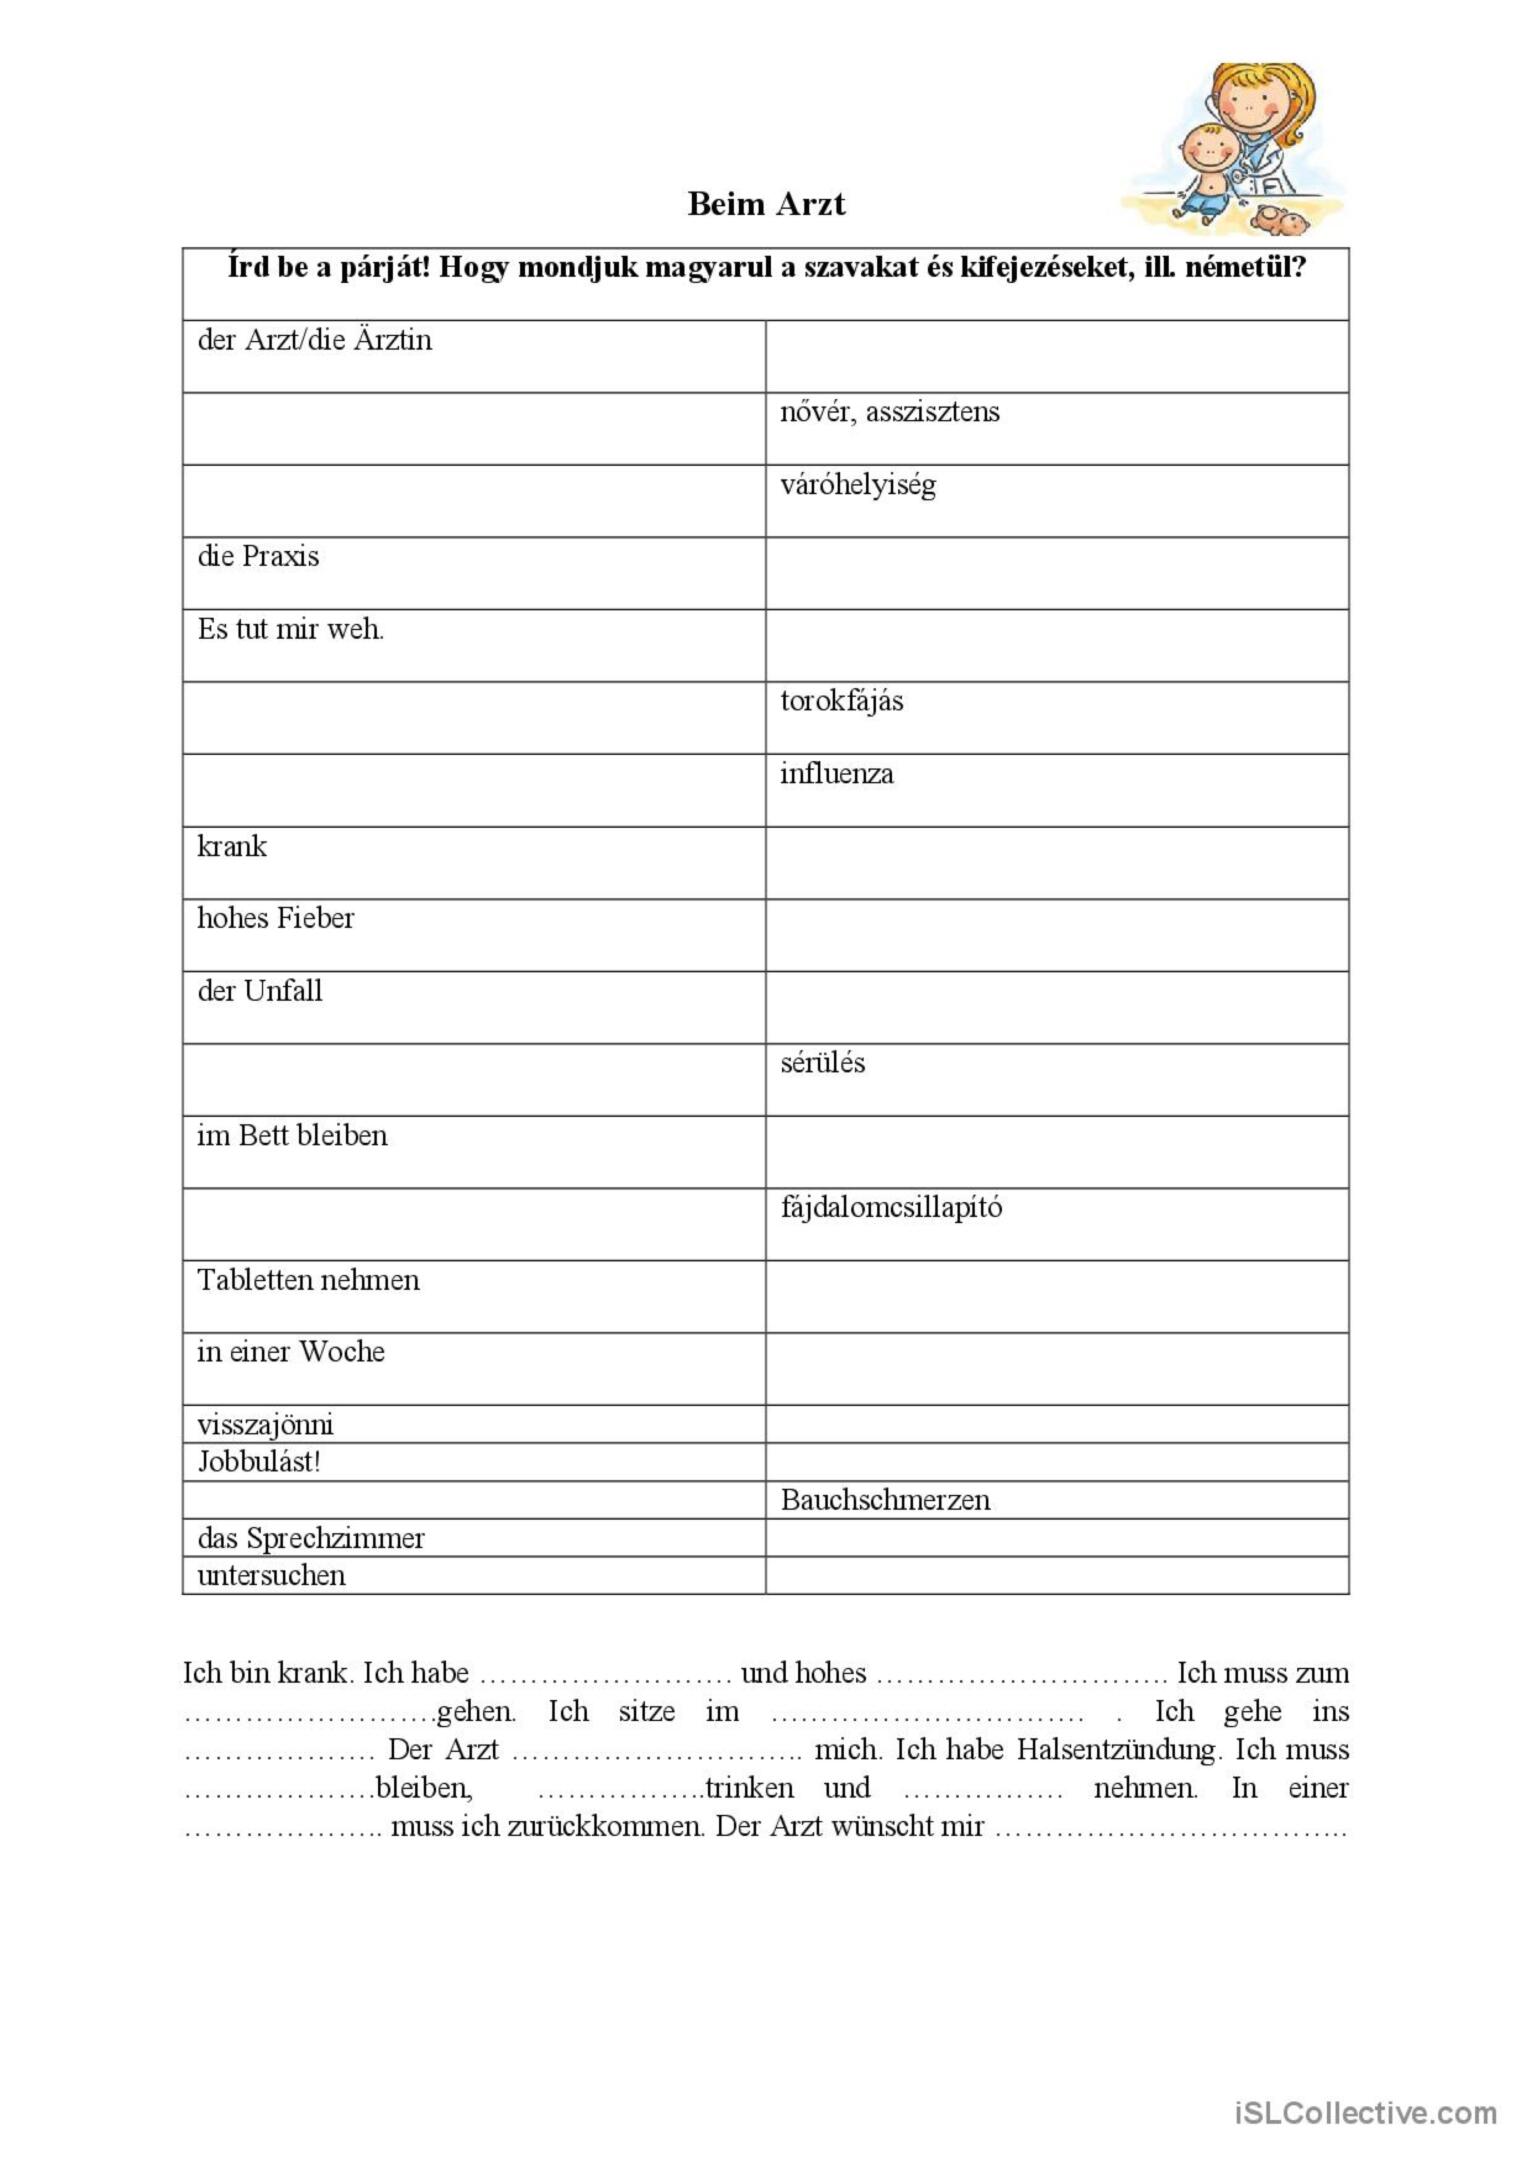 Beim Arzt
Írd be a párját! Hogy mondjuk magyarul a szavakat és kifejezéseket, ill. németül?
der Arzt/die Ärztin
nővér, asszisztens
váróhelyiség
die Praxis
Es tut mir weh.
torokfájás
influenza
krank
hohes Fieber
der Unfall
sérülés
im Bett bleiben
fájdalomcsillapító
Tabletten nehmen
in einer Woche
visszajönni
Jobbulást!
Bauchschmerzen
das Sprechzimmer
untersuchen
Ich bin krank. Ich habe ……………………. und hohes ……………………….. Ich muss zum
…………………….gehen. Ich sitze im …………………………. . Ich gehe ins
………………. Der Arzt ……………………….. mich. Ich habe Halsentzündung. Ich muss
……………….bleiben, ……………..trinken und ……………. nehmen. In einer
……………….. muss ich zurückkommen. Der Arzt wünscht mir ……………………………..
iSLCollective.com